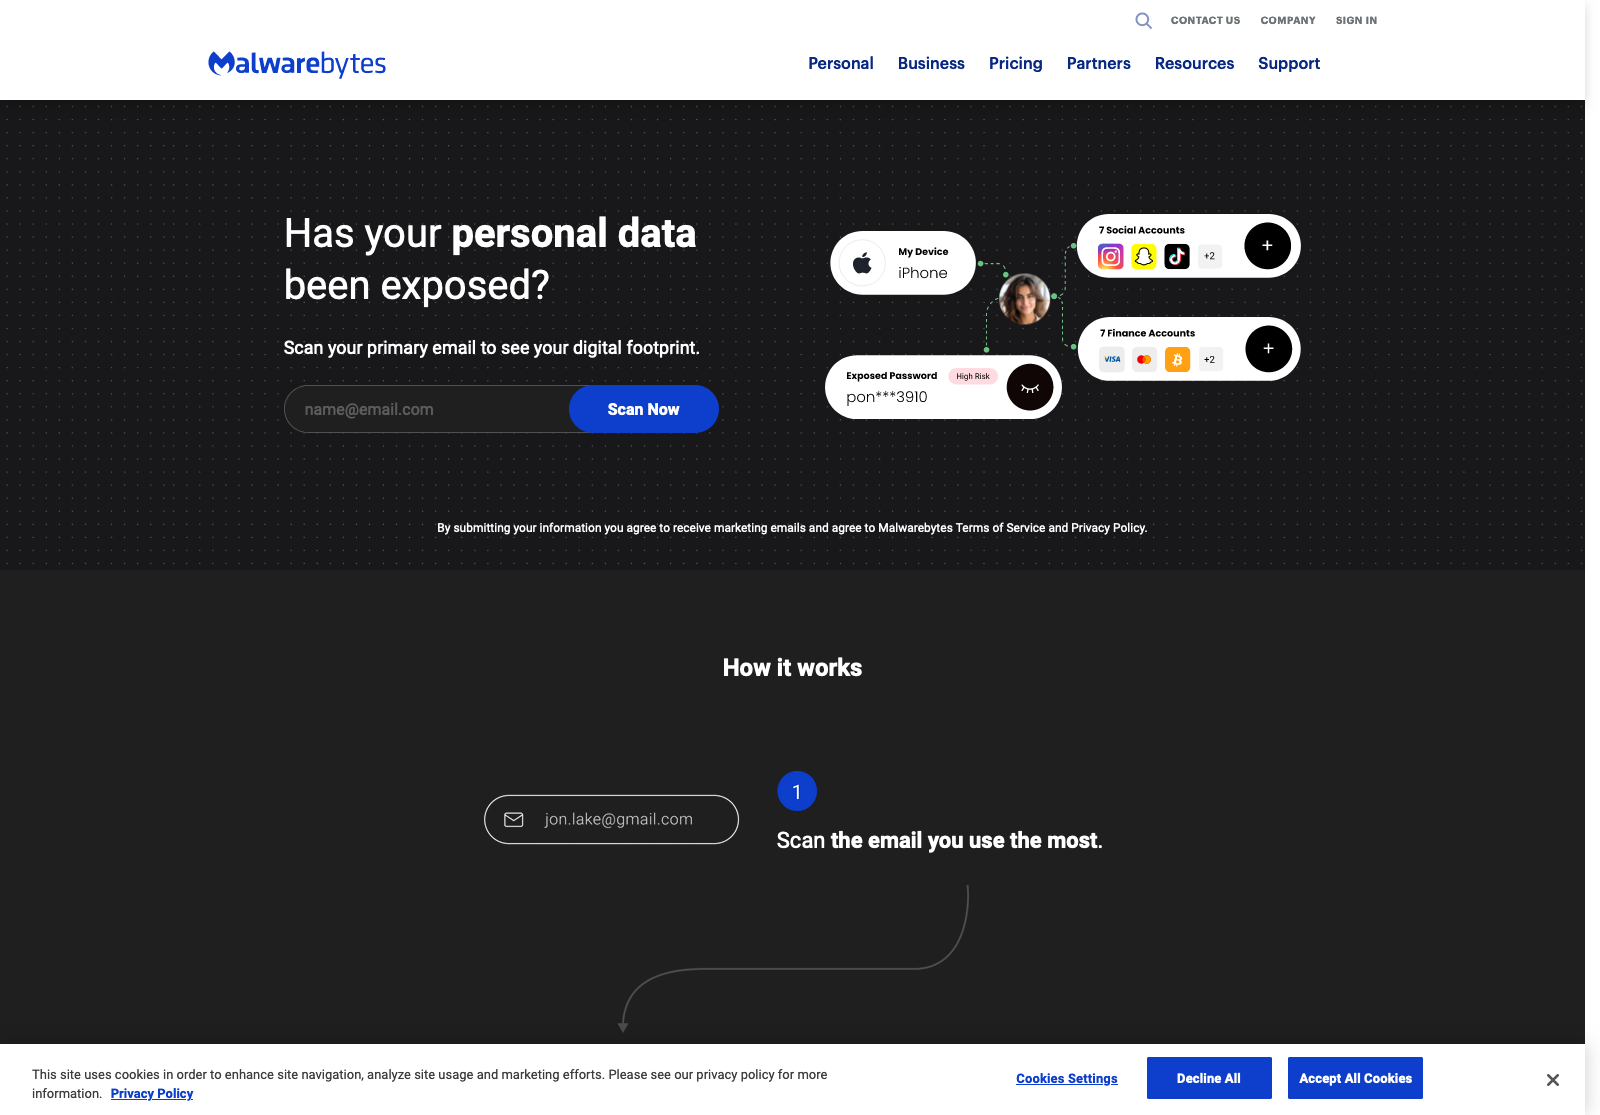 CONTACT US COMPANY SIGN IN
Malwarebytes
Personal Business Pricing Partners Resources Support
Has your personal data
been exposed?
Scan your primary email to see your digital footprint.
name@email.com
Scan Now
My Device
iPhone
7 Social Accounts
+2
+
7 Finance Accounts
VISA
+2
+
Exposed Password High Risk
pon***3910
By submitting your information you agree to receive marketing emails and agree to Malwarebytes Terms of Service and Privacy Policy.
How it works
jon.lake@gmail.com
1
Scan the email you use the most.
This site uses cookies in order to enhance site navigation, analyze site usage and marketing efforts. Please see our privacy policy for more
information. Privacy Policy
Cookies Settings
Decline All
Accept All Cookies